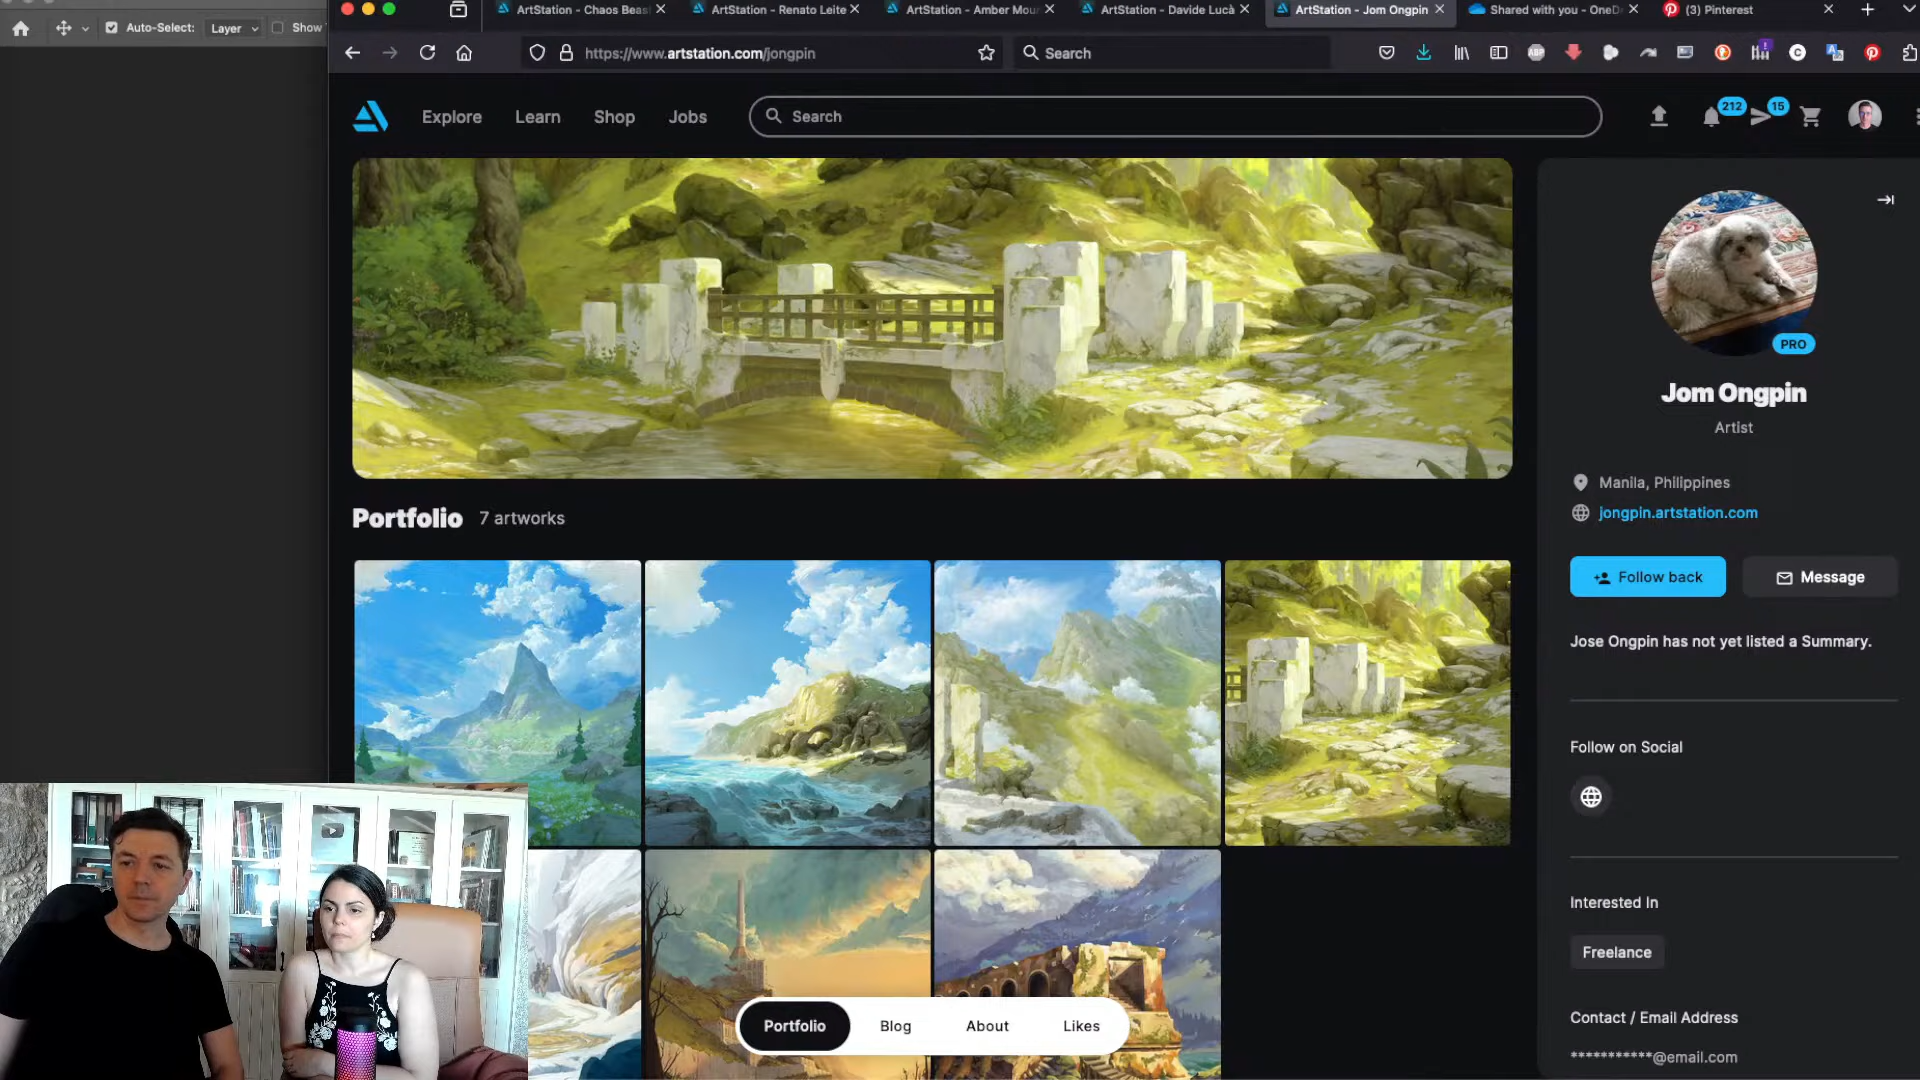 ArtStation - Chaos Beas
ArtStation - Renato Leite
ArtStation - Amber Mou
ArtStation - Davide Lucà
ArtStation - Jom Ongpin
Shared with you - OneD
(3) Pinterest
Auto-Select:
Layer
Show
https://www.artstation.com/jongpin
Search
ABP
Explore
Learn
Shop
Jobs
Search
212
15
PRO
Jom Ongpin
Artist
Manila, Philippines
jongpin.artstation.com
Follow back
Message
Jose Ongpin has not yet listed a Summary.
Follow on Social
Interested In
Freelance
Contact / Email Address
***********@email.com
Portfolio
7 artworks
Portfolio
Blog
About
Likes